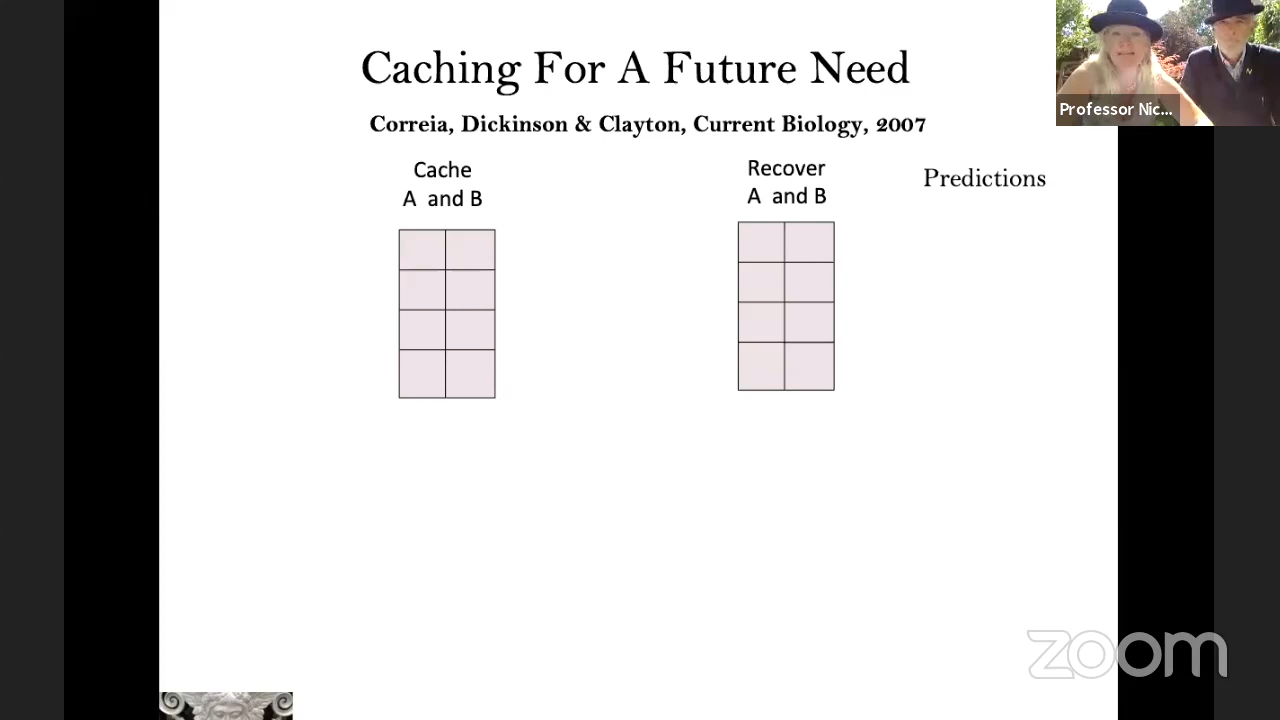 Caching For A Future Need
Correia, Dickinson & Clayton, Current Biology, 2007
Cache
A and B
Recover
A and B
Predictions
Professor Nic...
zoom